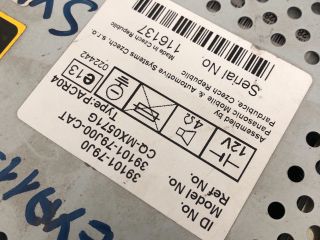 ID No. 39101-79J0
Model No. 39101-79J00-CAT
Ref No. CQ-MX0571G
Type:PACR04
12V
4Ω
e13
022442
Assembled by
Panasonic Mobile & Automotive Systems Czech, s.r.o.
Pardubice, Czech Republic
Made in Czech Republic
Serial No
116137